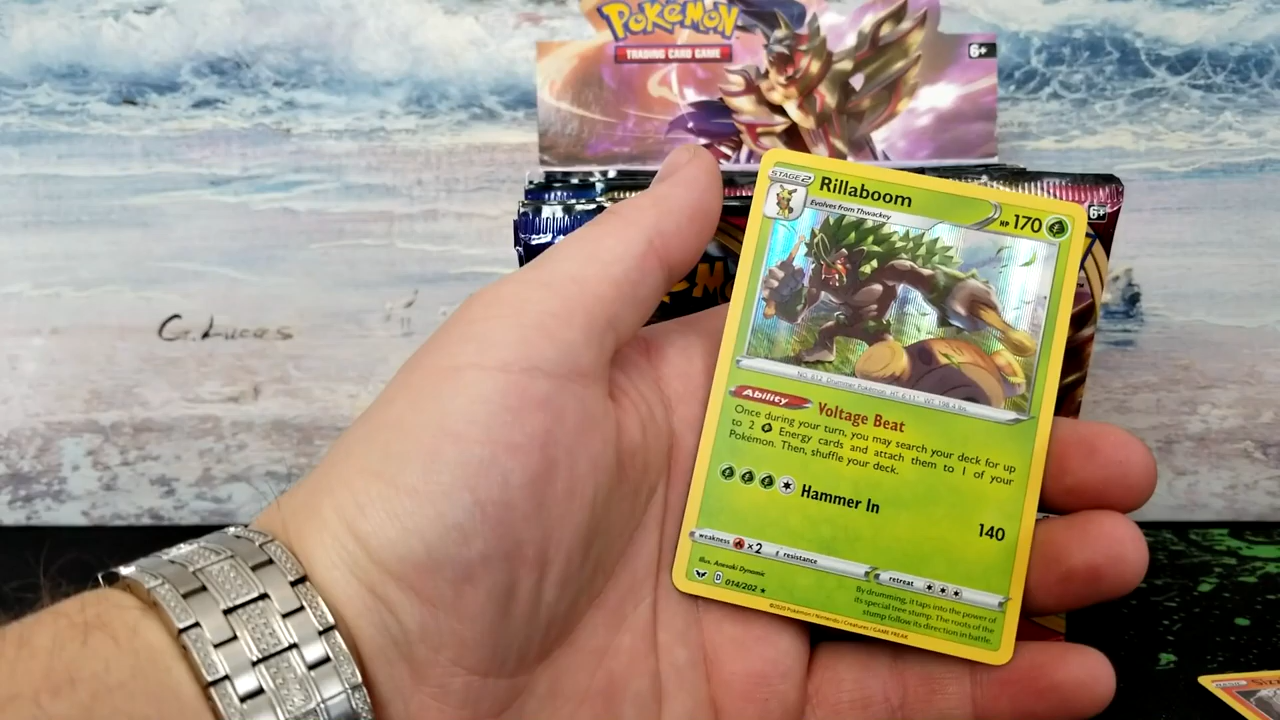 POKéMON
TRADING CARD GAME
6+
6+
C. Lucas
STAGE 2
Rillaboom
HP 170
Evolves from Thwackey
NO. 812 Drummer Pokémon HT: 6'11" WT: 198.4 lbs.
Ability Voltage Beat
Once during your turn, you may search your deck for up
to 2 Energy cards and attach them to 1 of your
Pokémon. Then, shuffle your deck.
Hammer In 140
weakness ×2 resistance retreat
Illus. Anesaki Dynamic
D 014/202 ★
By drumming, it taps into the power of
its special tree stump. The roots of the
stump follow its direction in battle.
©2020 Pokémon / Nintendo / Creatures / GAME FREAK
BASIC